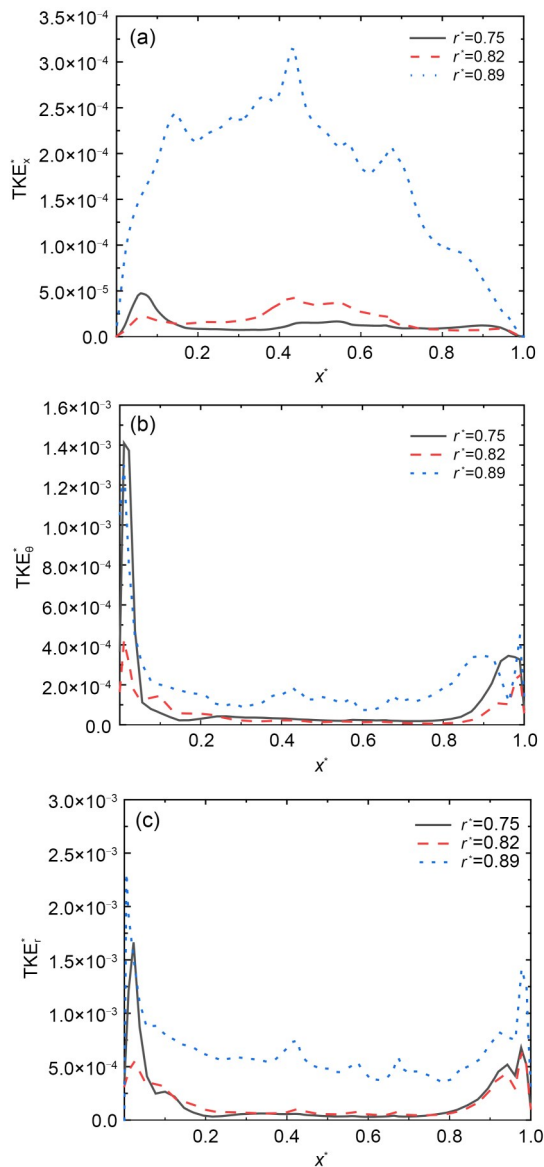 (a)
r*=0.75
r*=0.82
r*=0.89
3.5×10⁻⁴
3.0×10⁻⁴
2.5×10⁻⁴
2.0×10⁻⁴
1.5×10⁻⁴
1.0×10⁻⁴
5.0×10⁻⁵
0.0
TKE*ₓ
0.2 0.4 0.6 0.8 1.0
x*
(b)
r*=0.75
r*=0.82
r*=0.89
1.6×10⁻³
1.4×10⁻³
1.2×10⁻³
1.0×10⁻³
8.0×10⁻⁴
6.0×10⁻⁴
4.0×10⁻⁴
2.0×10⁻⁴
0.0
TKE*θ
0.2 0.4 0.6 0.8 1.0
x*
(c)
r*=0.75
r*=0.82
r*=0.89
3.0×10⁻³
2.5×10⁻³
2.0×10⁻³
1.5×10⁻³
1.0×10⁻³
5.0×10⁻⁴
0.0
TKE*ᵣ
0.2 0.4 0.6 0.8 1.0
x*